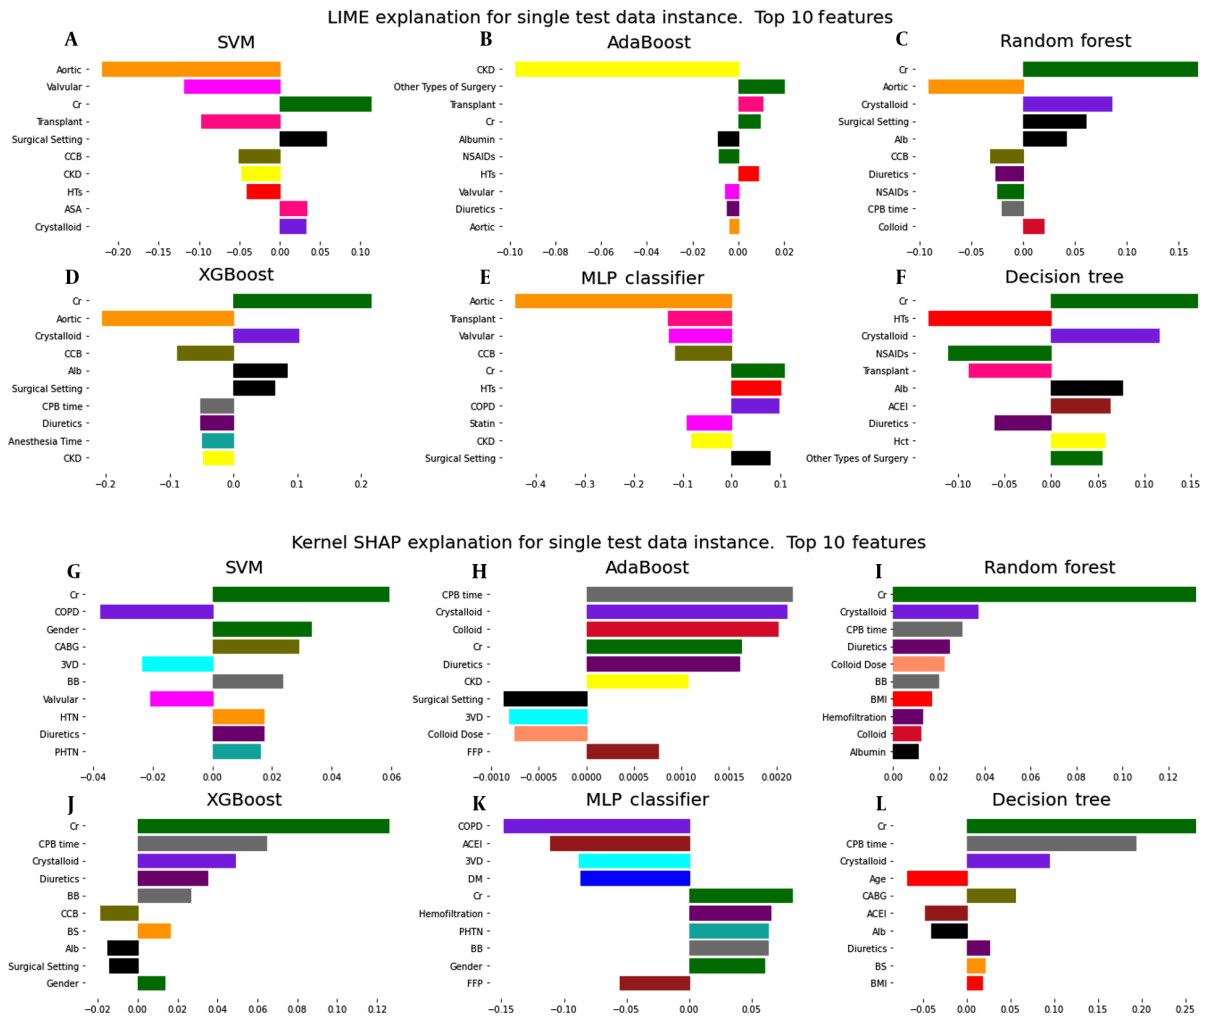 LIME explanation for single test data instance.  Top 10 features
A
SVM
Aortic
Valvular
Cr
Transplant
Surgical Setting
CCB
CKD
HTs
ASA
Crystalloid
−0.20 −0.15 −0.10 −0.05 0.00 0.05 0.10
B
AdaBoost
CKD
Other Types of Surgery
Transplant
Cr
Albumin
NSAIDs
HTs
Valvular
Diuretics
Aortic
−0.10 −0.08 −0.06 −0.04 −0.02 0.00 0.02
C
Random forest
Cr
Aortic
Crystalloid
Surgical Setting
Alb
CCB
Diuretics
NSAIDs
CPB time
Colloid
−0.10 −0.05 0.00 0.05 0.10 0.15
D
XGBoost
Cr
Aortic
Crystalloid
CCB
Alb
Surgical Setting
CPB time
Diuretics
Anesthesia Time
CKD
−0.2 −0.1 0.0 0.1 0.2
E
MLP classifier
Aortic
Transplant
Valvular
CCB
Cr
HTs
COPD
Statin
CKD
Surgical Setting
−0.4 −0.3 −0.2 −0.1 0.0 0.1
F
Decision tree
Cr
HTs
Crystalloid
NSAIDs
Transplant
Alb
ACEI
Diuretics
Hct
Other Types of Surgery
−0.10 −0.05 0.00 0.05 0.10 0.15
Kernel SHAP explanation for single test data instance.  Top 10 features
G
SVM
Cr
COPD
Gender
CABG
3VD
BB
Valvular
HTN
Diuretics
PHTN
−0.04 −0.02 0.00 0.02 0.04 0.06
H
AdaBoost
CPB time
Crystalloid
Colloid
Cr
Diuretics
CKD
Surgical Setting
3VD
Colloid Dose
FFP
−0.0010 −0.0005 0.0000 0.0005 0.0010 0.0015 0.0020
I
Random forest
Cr
Crystalloid
CPB time
Diuretics
Colloid Dose
BB
BMI
Hemofiltration
Colloid
Albumin
0.00 0.02 0.04 0.06 0.08 0.10 0.12
J
XGBoost
Cr
CPB time
Crystalloid
Diuretics
BB
CCB
BS
Alb
Surgical Setting
Gender
−0.02 0.00 0.02 0.04 0.06 0.08 0.10 0.12
K
MLP classifier
COPD
ACEI
3VD
DM
Cr
Hemofiltration
PHTN
BB
Gender
FFP
−0.15 −0.10 −0.05 0.00 0.05
L
Decision tree
Cr
CPB time
Crystalloid
Age
CABG
ACEI
Alb
Diuretics
BS
BMI
−0.05 0.00 0.05 0.10 0.15 0.20 0.25